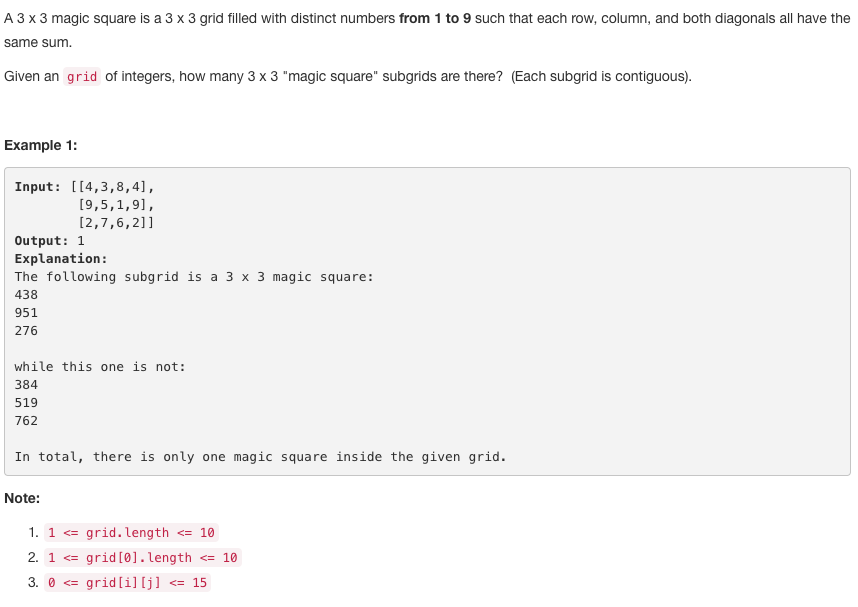 A 3 x 3 magic square is a 3 x 3 grid filled with distinct numbers from 1 to 9 such that each row, column, and both diagonals all have the
same sum.
Given an grid of integers, how many 3 x 3 "magic square" subgrids are there?  (Each subgrid is contiguous).
Example 1:
Input: [[4,3,8,4],
        [9,5,1,9],
        [2,7,6,2]]
Output: 1
Explanation:
The following subgrid is a 3 x 3 magic square:
438
951
276
while this one is not:
384
519
762
In total, there is only one magic square inside the given grid.
Note:
1. 1 <= grid.length <= 10
2. 1 <= grid[0].length <= 10
3. 0 <= grid[i][j] <= 15